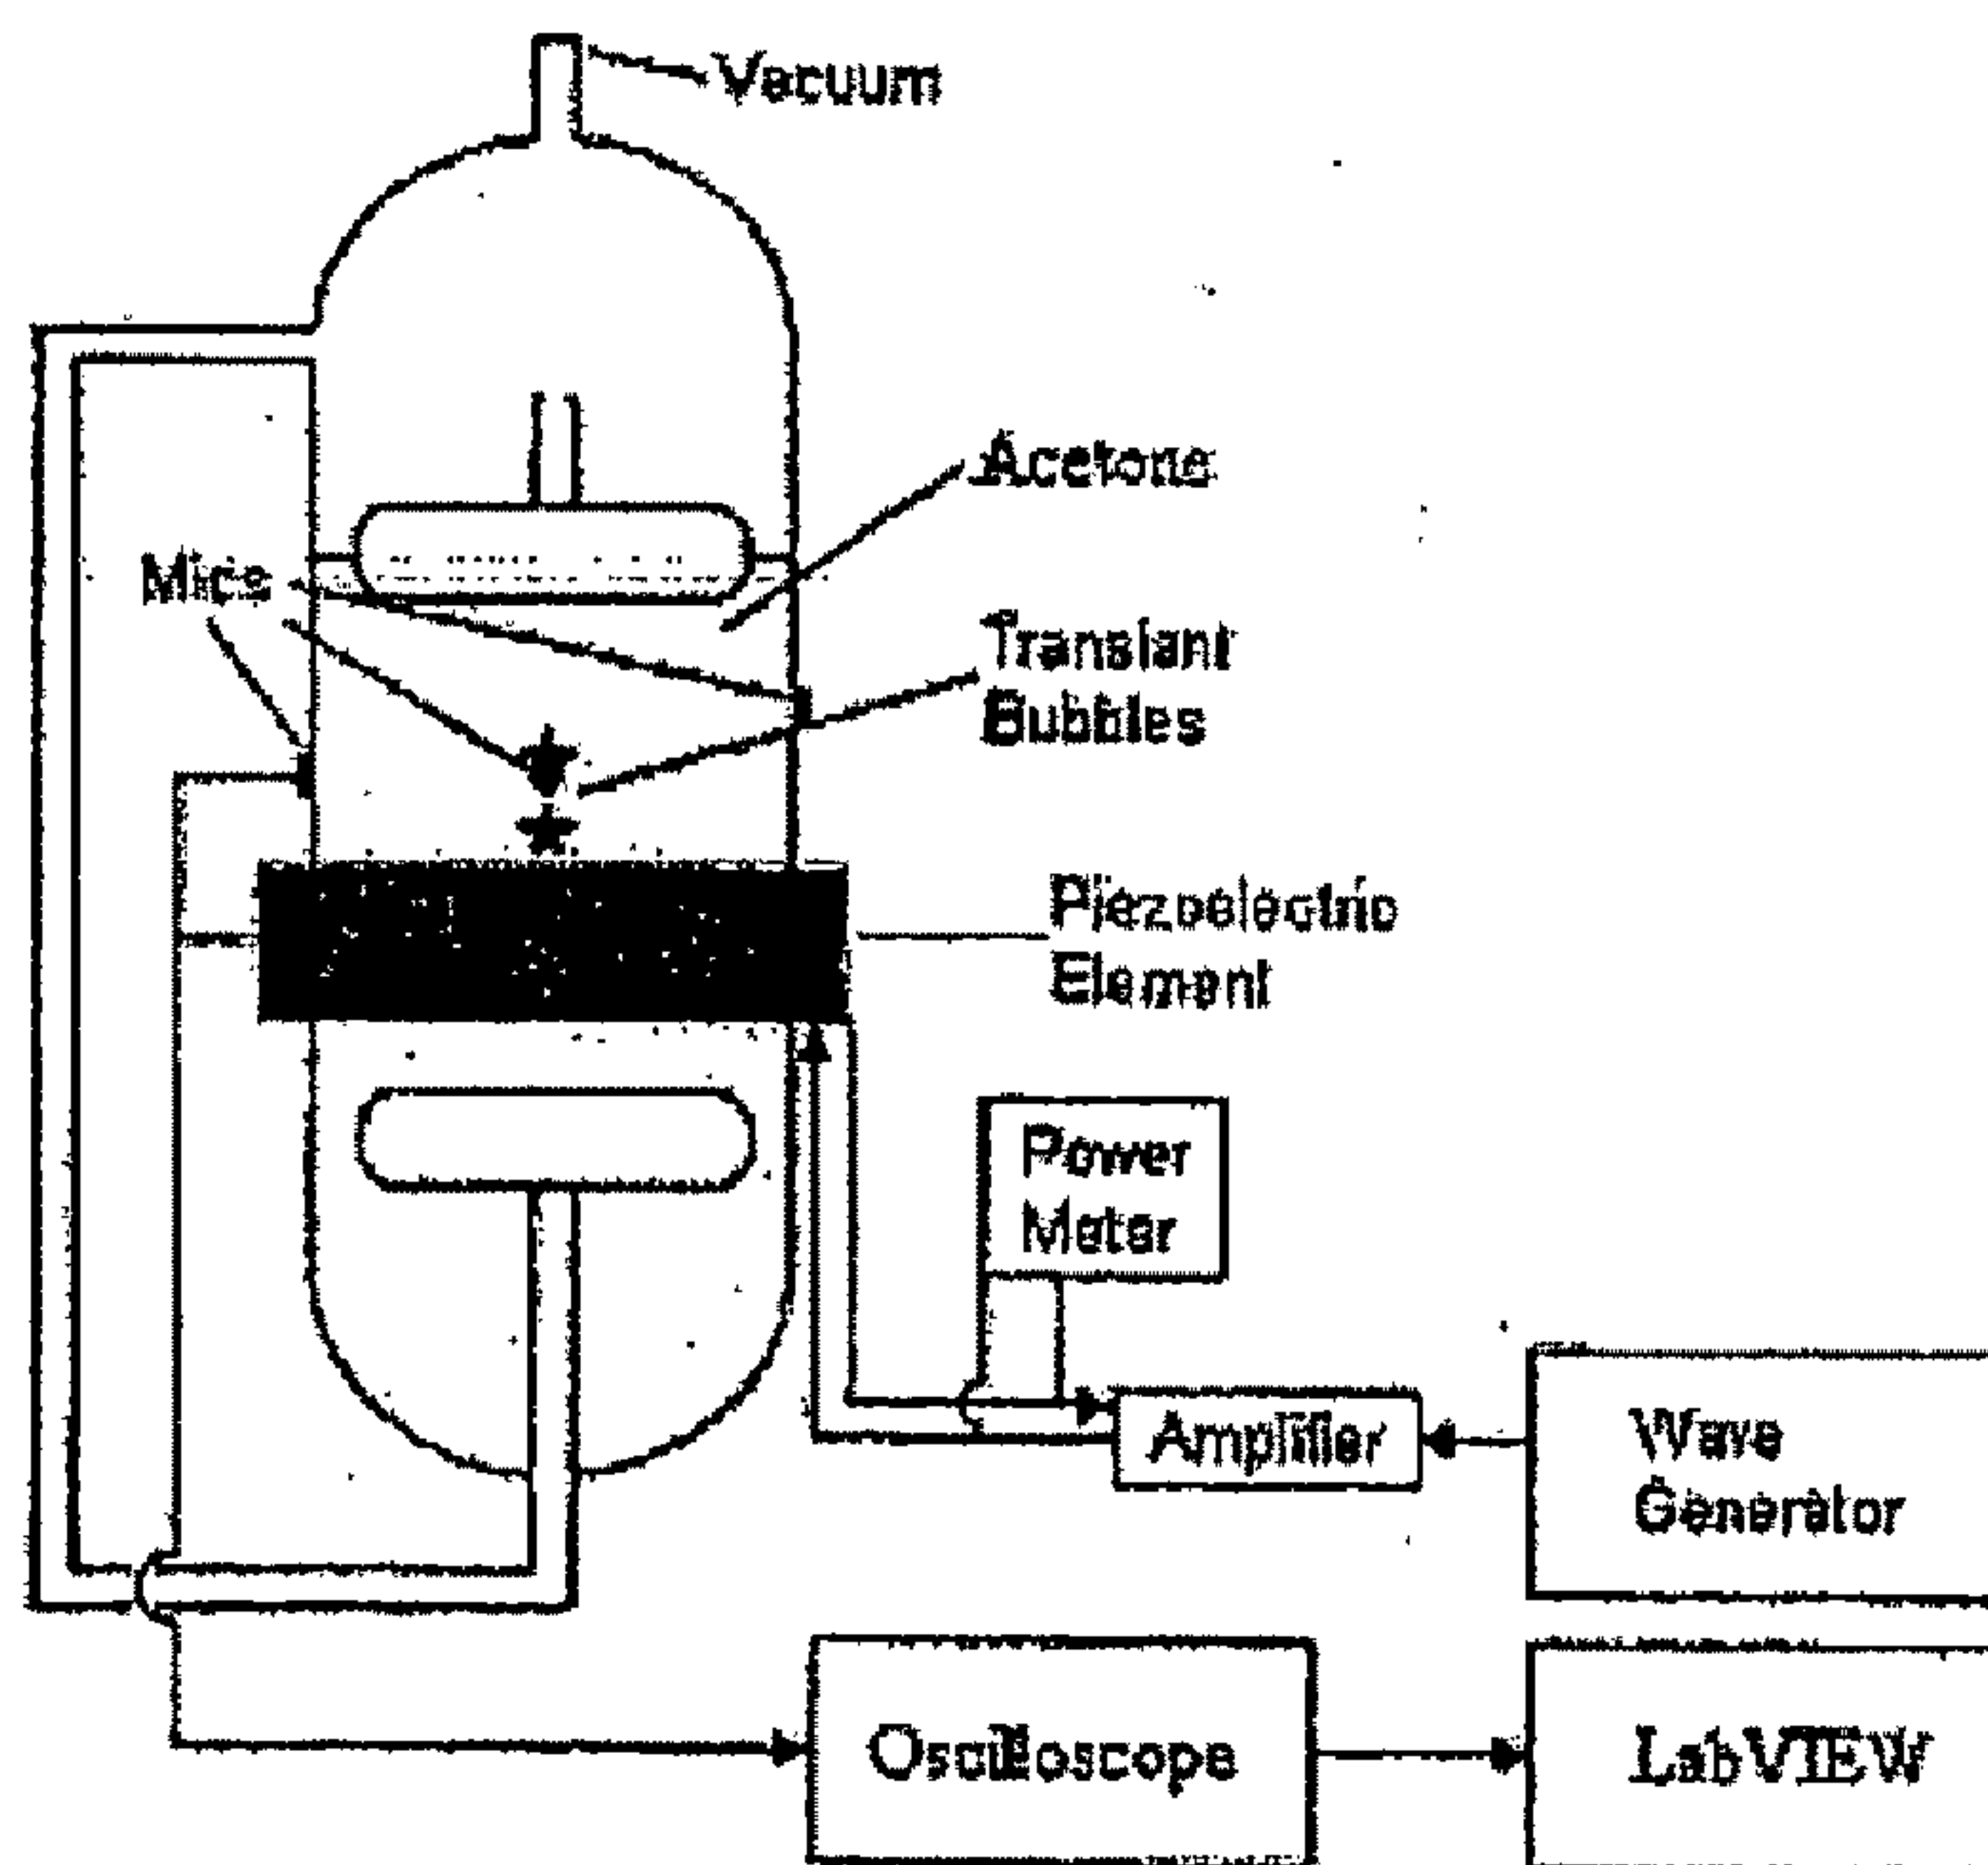 Vacuum
Acetone
Mics
Transiant
Bubbles
Piezoelectric
Element
Power
Meter
Amplifier
Wave
Generator
Oscilloscope
LabVIEW